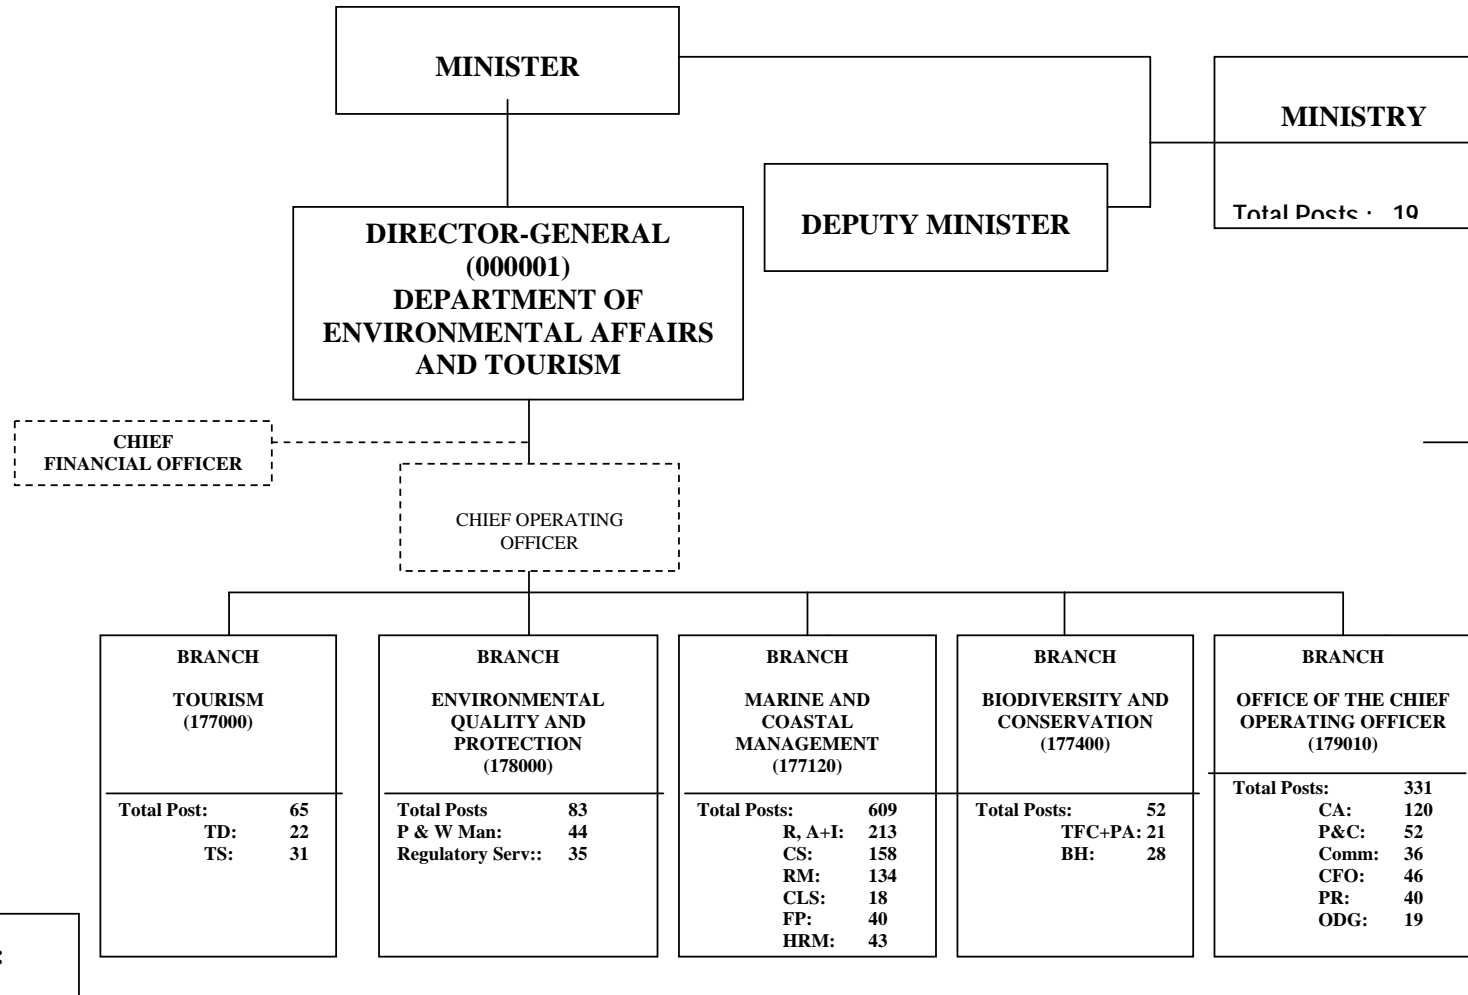 MINISTER
MINISTRY
Total Posts : 19
DEPUTY MINISTER
DIRECTOR-GENERAL
(000001)
DEPARTMENT OF
ENVIRONMENTAL AFFAIRS
AND TOURISM
CHIEF
FINANCIAL OFFICER
CHIEF OPERATING
OFFICER
BRANCH
TOURISM
(177000)
Total Post: 65
TD: 22
TS: 31
BRANCH
ENVIRONMENTAL
QUALITY AND
PROTECTION
(178000)
Total Posts 83
P & W Man: 44
Regulatory Serv:: 35
BRANCH
MARINE AND
COASTAL
MANAGEMENT
(177120)
Total Posts: 609
R, A+I: 213
CS: 158
RM: 134
CLS: 18
FP: 40
HRM: 43
BRANCH
BIODIVERSITY AND
CONSERVATION
(177400)
Total Posts: 52
TFC+PA: 21
BH: 28
BRANCH
OFFICE OF THE CHIEF
OPERATING OFFICER
(179010)
Total Posts: 331
CA: 120
P&C: 52
Comm: 36
CFO: 46
PR: 40
ODG: 19
: